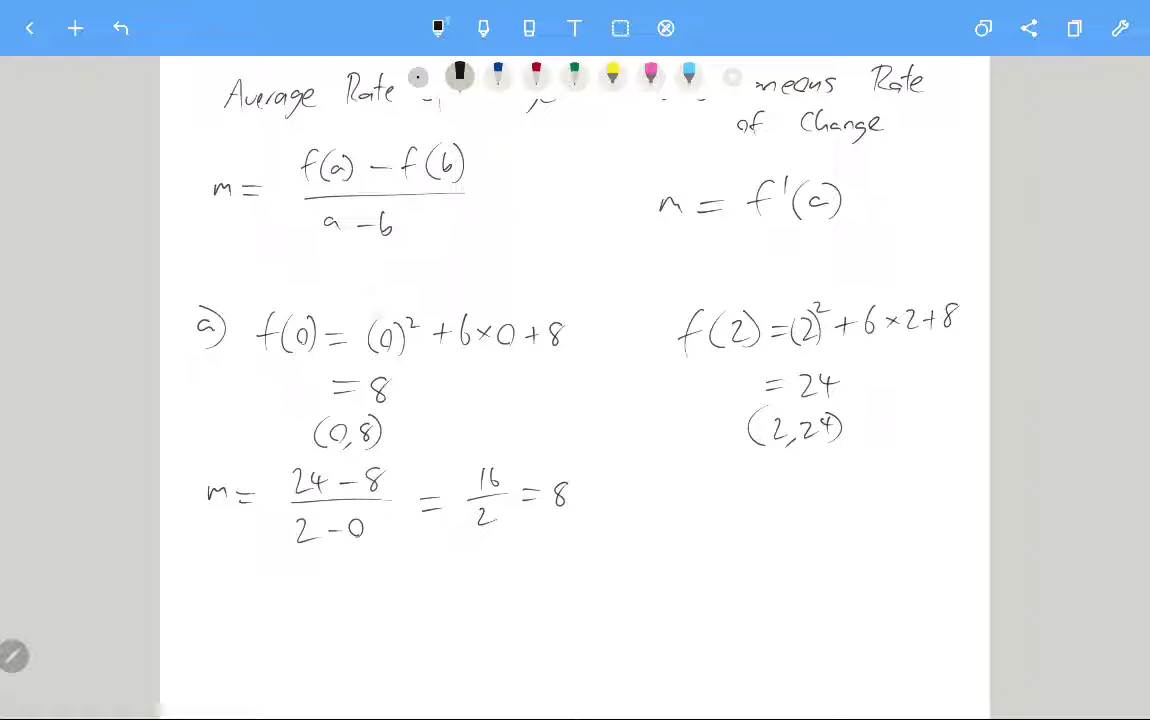 Average Rate
means Rate
of Change
m = f(a) - f(b) / a - b
m = f'(a)
a) f(0) = (0)² + 6×0 + 8
= 8
(0,8)
f(2) = (2)² + 6×2+8
= 24
(2,24)
m = 24 - 8 / 2 - 0 = 16 / 2 = 8